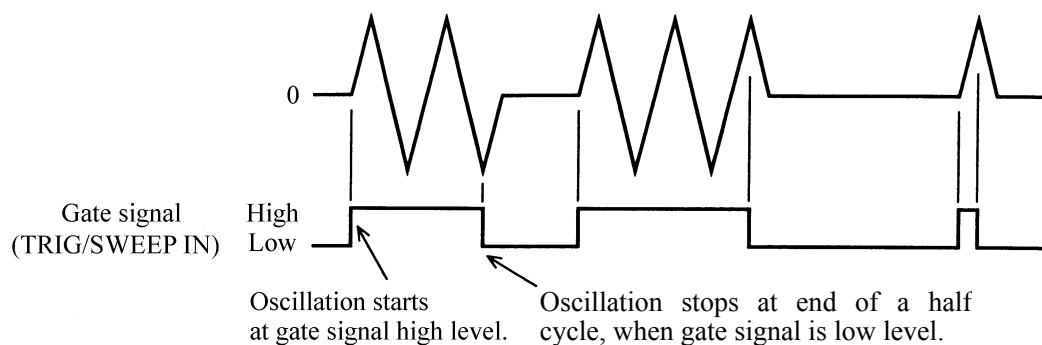 0
Gate signal
(TRIG/SWEEP IN)
High
Low
Oscillation starts
at gate signal high level.
Oscillation stops at end of a half
cycle, when gate signal is low level.